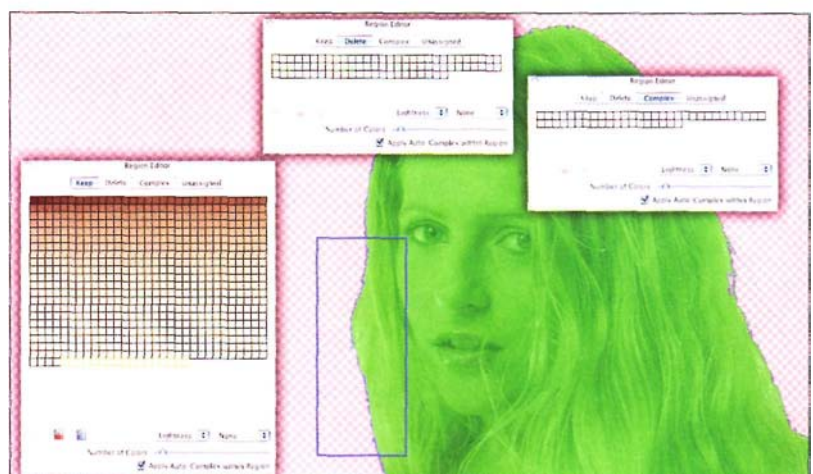 Region Editor
Keep Delete Complex Unassigned
Lightness None
Number of Colors
Apply Auto-Complex within Region
Region Editor
Keep Delete Complex Unassigned
Lightness None
Number of Colors
Apply Auto-Complex within Region
Region Editor
Keep Delete Complex Unassigned
Lightness None
Number of Colors
Apply Auto-Complex within Region